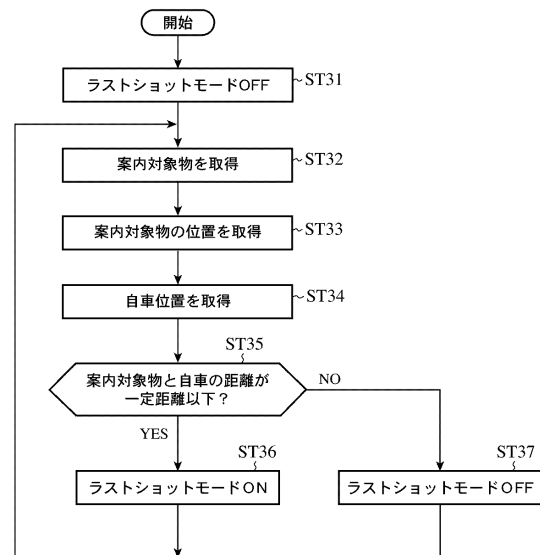 開始
ラストショットモードOFF
ST31
案内対象物を取得
ST32
案内対象物の位置を取得
ST33
自車位置を取得
ST34
ST35
案内対象物と自車の距離が
一定距離以下？
NO
YES
ST36
ラストショットモードON
ST37
ラストショットモードOFF